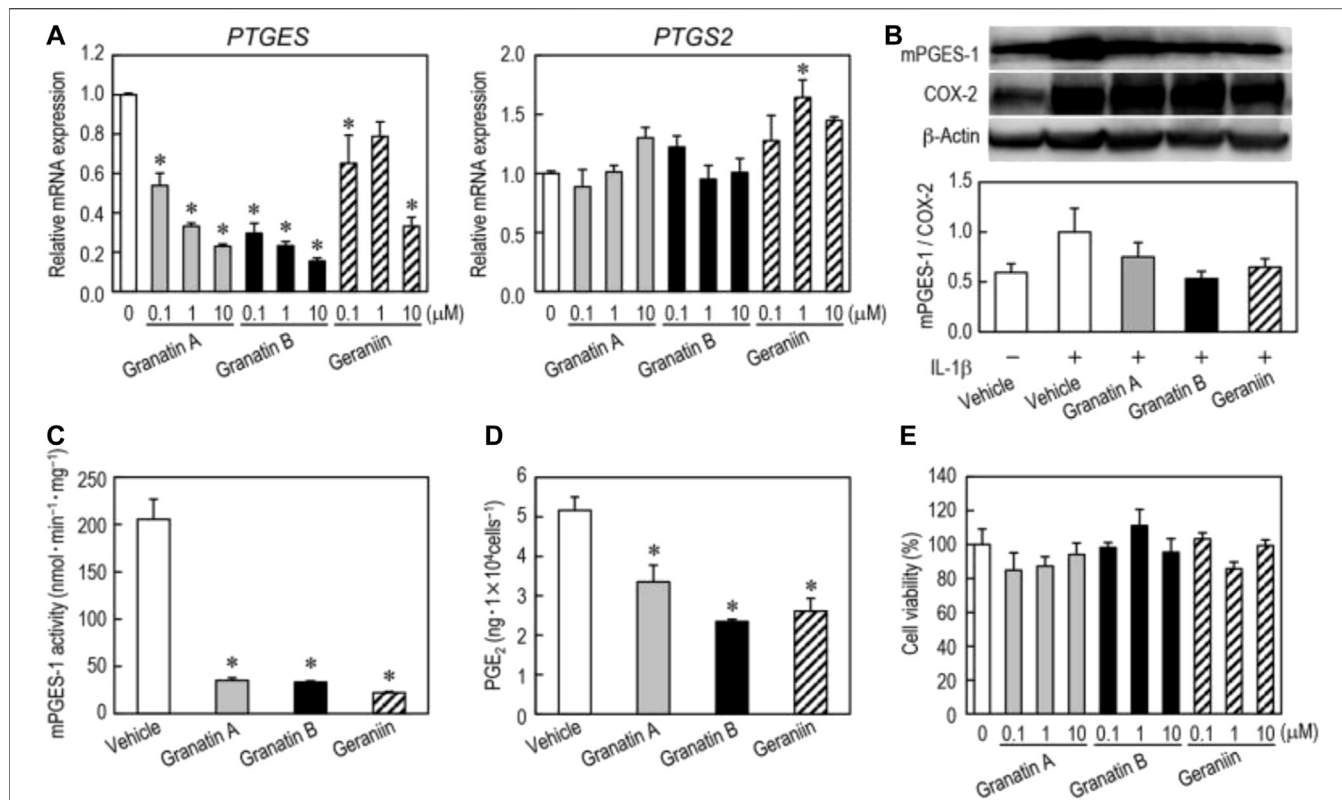 A
PTGES
Relative mRNA expression
1.2
1.0
0.8
0.6
0.4
0.2
0.0
* * * * * * * *
0 0.1 1 10 0.1 1 10 0.1 1 10 (μM)
Granatin A Granatin B Geraniin
PTGS2
Relative mRNA expression
2.0
1.5
1.0
0.5
0.0
*
0 0.1 1 10 0.1 1 10 0.1 1 10 (μM)
Granatin A Granatin B Geraniin
B
mPGES-1
COX-2
β-Actin
mPGES-1 / COX-2
1.5
1.0
0.5
0.0
IL-1β − + + + +
Vehicle Vehicle Granatin A Granatin B Geraniin
C
mPGES-1 activity (nmol·min⁻¹·mg⁻¹)
250
200
150
100
50
0
* * *
Vehicle Granatin A Granatin B Geraniin
D
PGE₂ (ng·1×10⁴cells⁻¹)
6
5
4
3
2
1
0
* * *
Vehicle Granatin A Granatin B Geraniin
E
Cell viability (%)
140
120
100
80
60
40
20
0
0 0.1 1 10 0.1 1 10 0.1 1 10 (μM)
Granatin A Granatin B Geraniin